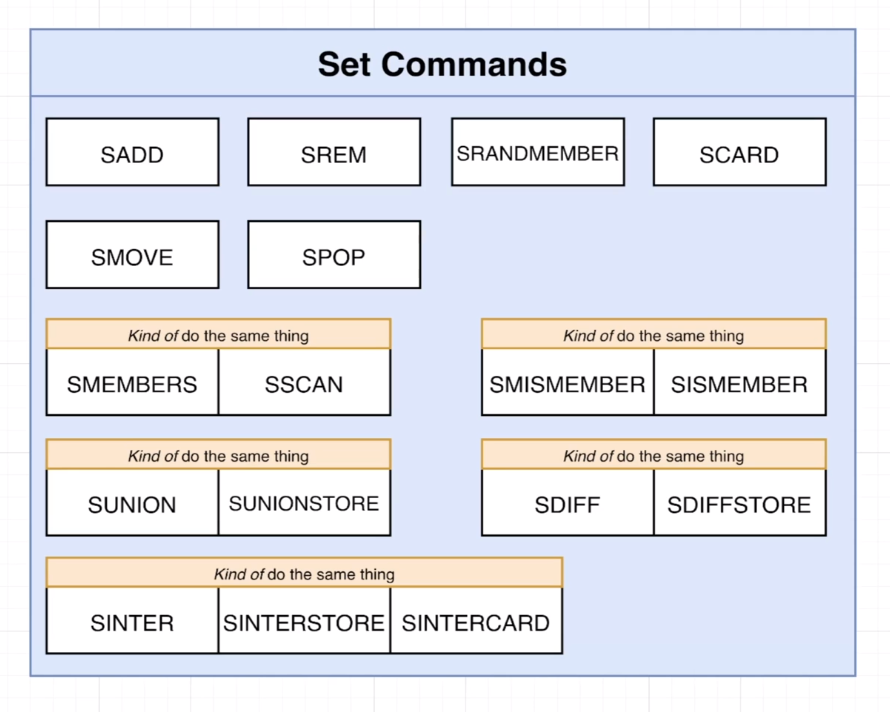 Set Commands
SADD
SREM
SRANDMEMBER
SCARD
SMOVE
SPOP
Kind of do the same thing
SMEMBERS
SSCAN
Kind of do the same thing
SMISMEMBER
SISMEMBER
Kind of do the same thing
SUNION
SUNIONSTORE
Kind of do the same thing
SDIFF
SDIFFSTORE
Kind of do the same thing
SINTER
SINTERSTORE
SINTERCARD